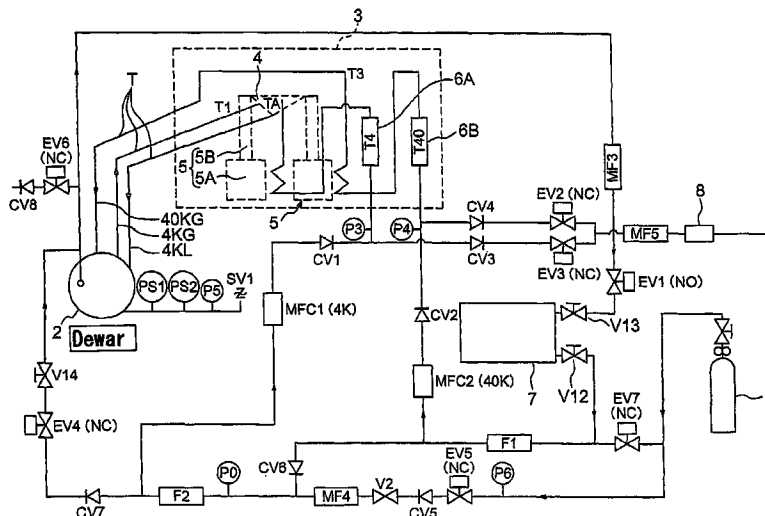 3
4
T
T3
6A
T1
TA
T4
6B
T40
EV6
(NC)
5B
5
5A
MF3
EV2 (NC)
8
CV8
CV4
40KG
5
P3
P4
4KG
MF5
4KL
CV1
CV3
EV3 (NC)
PS1
PS2
P5
SV1
EV1 (NO)
2
MFC1 (4K)
CV2
V13
Dewar
V14
MFC2 (40K)
7
V12
EV7
(NC)
EV4 (NC)
F1
CV6
EV5
(NC)
P0
V2
P6
F2
MF4
CV7
CV5